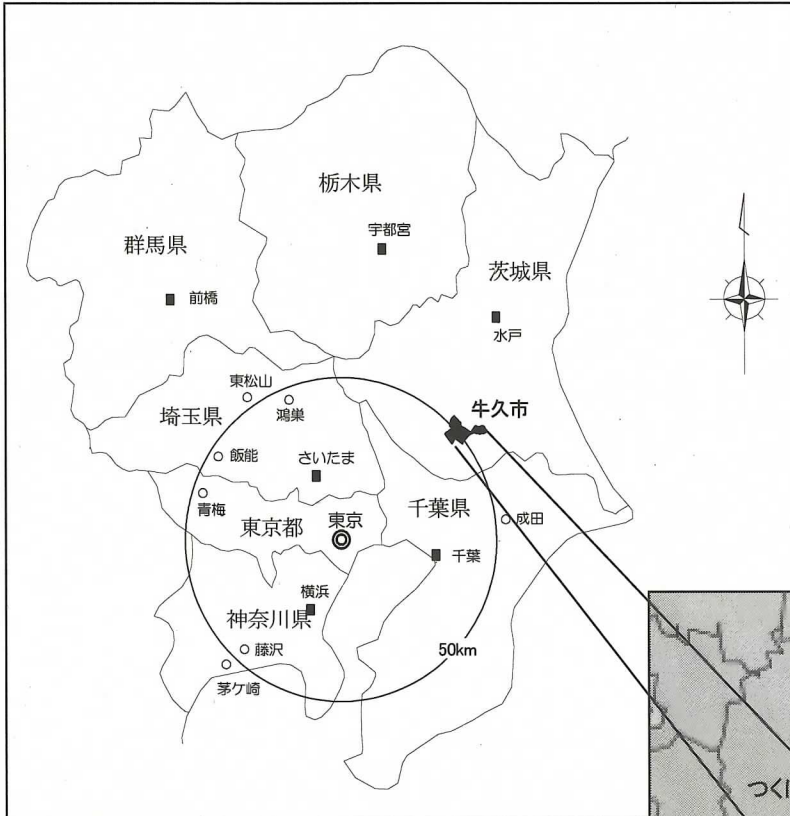 栃木県
宇都宮
群馬県
前橋
茨城県
水戸
東松山
鴻巣
埼玉県
牛久市
飯能
さいたま
青梅
東京都
東京
千葉県
成田
千葉
横浜
神奈川県
藤沢
茅ケ崎
50km
つく